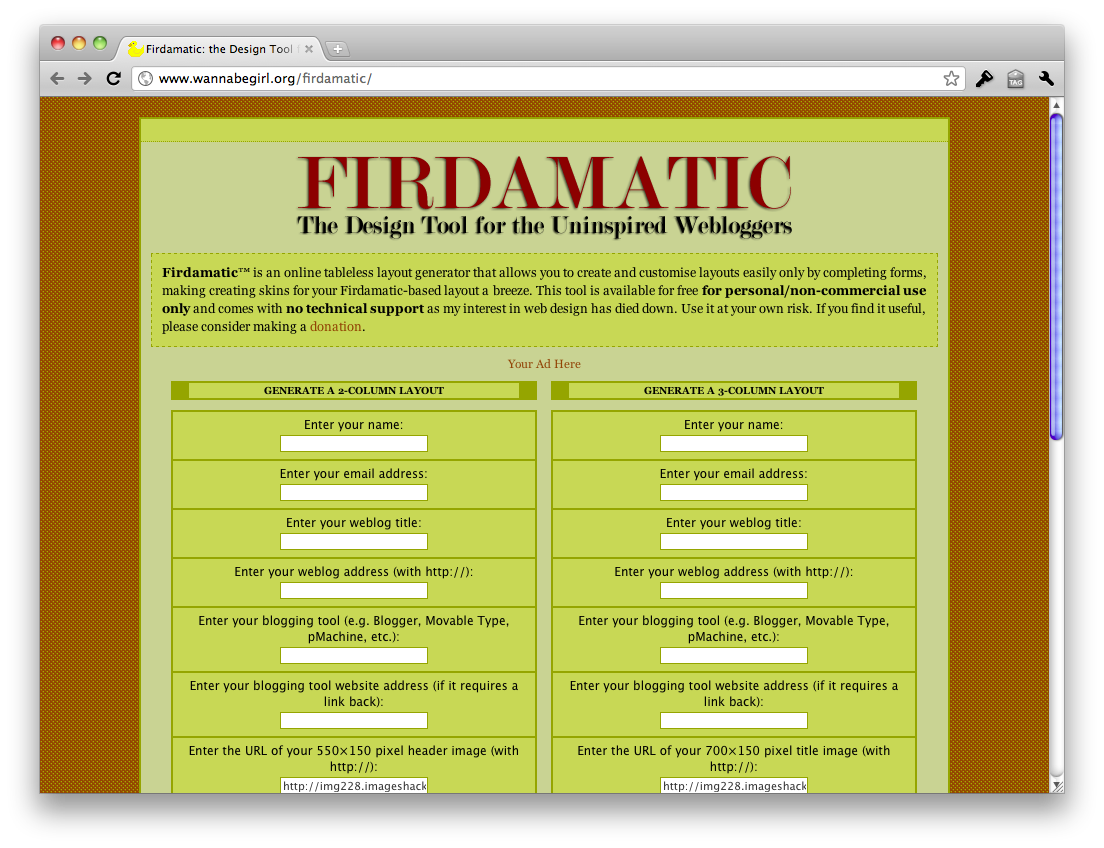 Firdamatic: the Design Tool
www.wannabegirl.org/firdamatic/
TAG
FIRDAMATIC
The Design Tool for the Uninspired Webloggers
Firdamatic™ is an online tableless layout generator that allows you to create and customise layouts easily only by completing forms,
making creating skins for your Firdamatic-based layout a breeze. This tool is available for free for personal/non-commercial use
only and comes with no technical support as my interest in web design has died down. Use it at your own risk. If you find it useful,
please consider making a donation.
Your Ad Here
GENERATE A 2-COLUMN LAYOUT
Enter your name:
Enter your email address:
Enter your weblog title:
Enter your weblog address (with http://):
Enter your blogging tool (e.g. Blogger, Movable Type,
pMachine, etc.):
Enter your blogging tool website address (if it requires a
link back):
Enter the URL of your 550×150 pixel header image (with
http://):
http://img228.imageshack
GENERATE A 3-COLUMN LAYOUT
Enter your name:
Enter your email address:
Enter your weblog title:
Enter your weblog address (with http://):
Enter your blogging tool (e.g. Blogger, Movable Type,
pMachine, etc.):
Enter your blogging tool website address (if it requires a
link back):
Enter the URL of your 700×150 pixel title image (with
http://):
http://img228.imageshack